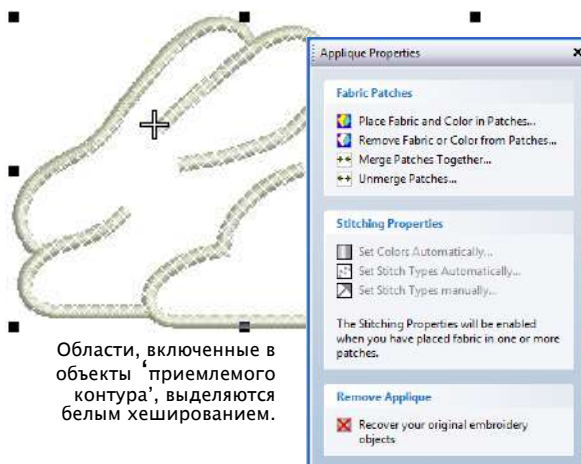 Applique Properties
Fabric Patches
Place Fabric and Color in Patches...
Remove Fabric or Color from Patches...
Merge Patches Together...
Unmerge Patches...
Stitching Properties
Set Colors Automatically...
Set Stitch Types Automatically...
Set Stitch Types manually...
The Stitching Properties will be enabled
when you have placed fabric in one or more
patches.
Remove Applique
Recover your original embroidery
objects
Области, включенные в
объекты ‘приемлемого
контура’, выделяются
белым хешированием.